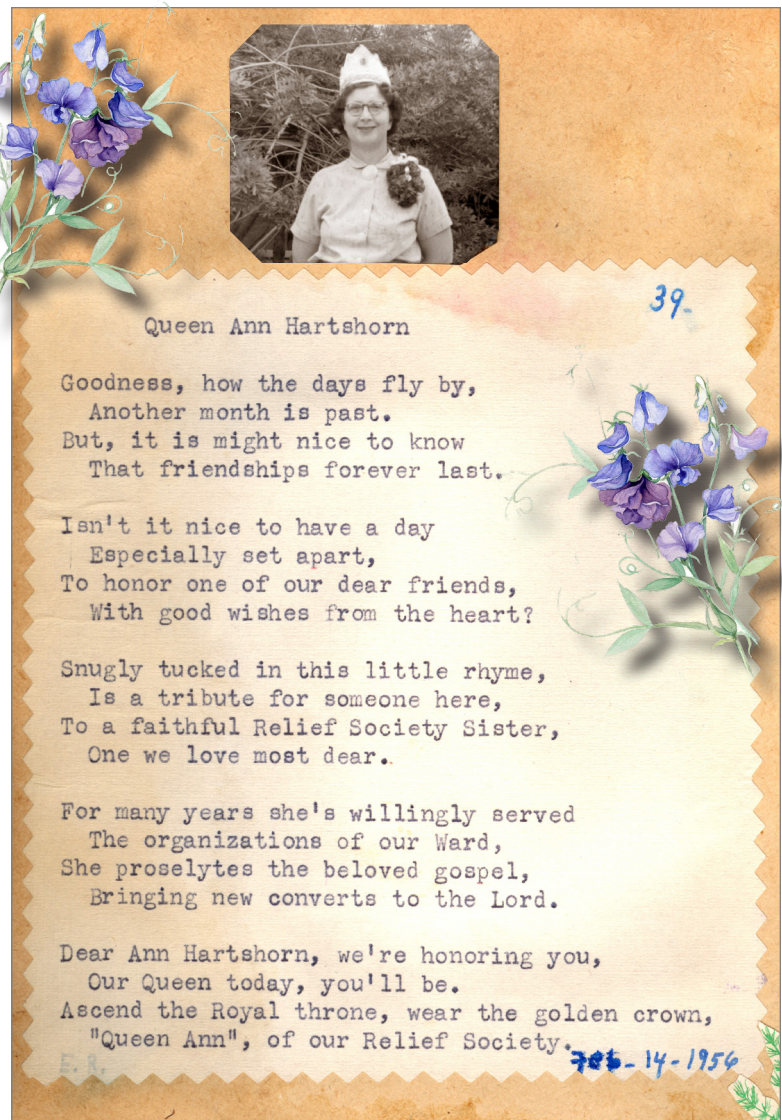 39-
Queen Ann Hartshorn
Goodness, how the days fly by,
Another month is past.
But, it is might nice to know
That friendships forever last.
Isn't it nice to have a day
Especially set apart,
To honor one of our dear friends,
With good wishes from the heart?
Snugly tucked in this little rhyme,
Is a tribute for someone here,
To a faithful Relief Society Sister,
One we love most dear.
For many years she's willingly served
The organizations of our Ward,
She proselytes the beloved gospel,
Bringing new converts to the Lord.
Dear Ann Hartshorn, we're honoring you,
Our Queen today, you'll be.
Ascend the Royal throne, wear the golden crown,
"Queen Ann", of our Relief Society.
E. R.
Feb-14-1956